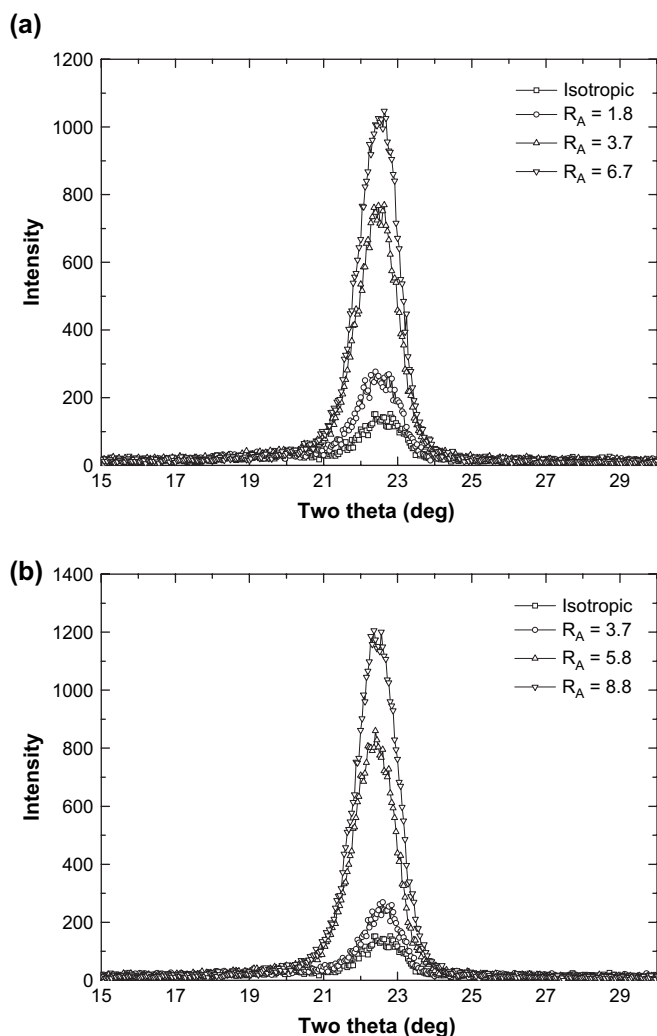 (a)
1200
1000
800
600
400
200
0
Intensity
Isotropic
R_A = 1.8
R_A = 3.7
R_A = 6.7
15 17 19 21 23 25 27 29
Two theta (deg)
(b)
1400
1200
1000
800
600
400
200
0
Intensity
Isotropic
R_A = 3.7
R_A = 5.8
R_A = 8.8
15 17 19 21 23 25 27 29
Two theta (deg)